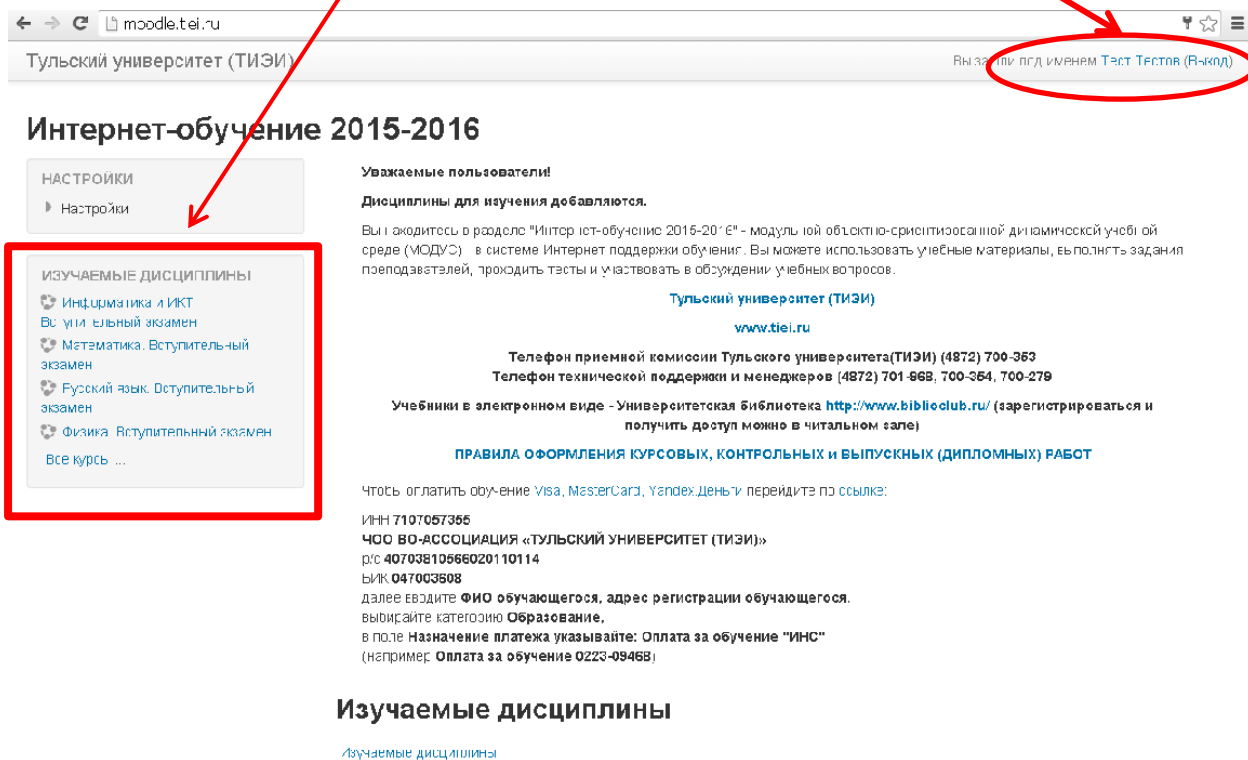 moodle.tiei.ru
Тульский университет (ТИЭИ)
Вы зашли под именем Тест Тестов (Выход)
Интернет-обучение 2015-2016
НАСТРОЙКИ
Настройки
ИЗУЧАЕМЫЕ ДИСЦИПЛИНЫ
Информатика и ИКТ
Вступительный экзамен
Математика. Вступительный
экзамен
Русский язык. Вступительный
экзамен
Физика. Вступительный экзамен
Все курсы ...
Уважаемые пользователи!
Дисциплины для изучения добавляются.
Вы находитесь в разделе "Интернет-обучение 2015-2016" - модульной объектно-ориентированной динамической учебной
среде (МОДУС) - в системе Интернет поддержки обучения. Вы можете использовать учебные материалы, выполнять задания
преподавателей, проходить тесты и участвовать в обсуждении учебных вопросов.
Тульский университет (ТИЭИ)
www.tiei.ru
Телефон приемной комиссии Тульского университета(ТИЭИ) (4872) 700-353
Телефон технической поддержки и менеджеров (4872) 701-968, 700-354, 700-279
Учебники в электронном виде - Университетская библиотека http://www.biblioclub.ru/ (зарегистрироваться и
получить доступ можно в читальном зале)
ПРАВИЛА ОФОРМЛЕНИЯ КУРСОВЫХ, КОНТРОЛЬНЫХ и ВЫПУСКНЫХ (ДИПЛОМНЫХ) РАБОТ
Чтобы оплатить обучение Visa, MasterCard, Yandex.Деньги перейдите по ссылке:
ИНН 7107057355
ЧОО ВО-АССОЦИАЦИЯ «ТУЛЬСКИЙ УНИВЕРСИТЕТ (ТИЭИ)»
р/с 40703810566020110114
БИК 047003608
далее вводите ФИО обучающегося, адрес регистрации обучающегося.
выбирайте категорию Образование,
в поле Назначение платежа указывайте: Оплата за обучение "ИНС"
(например Оплата за обучение 0223-09468)
Изучаемые дисциплины
Изучаемые дисциплины